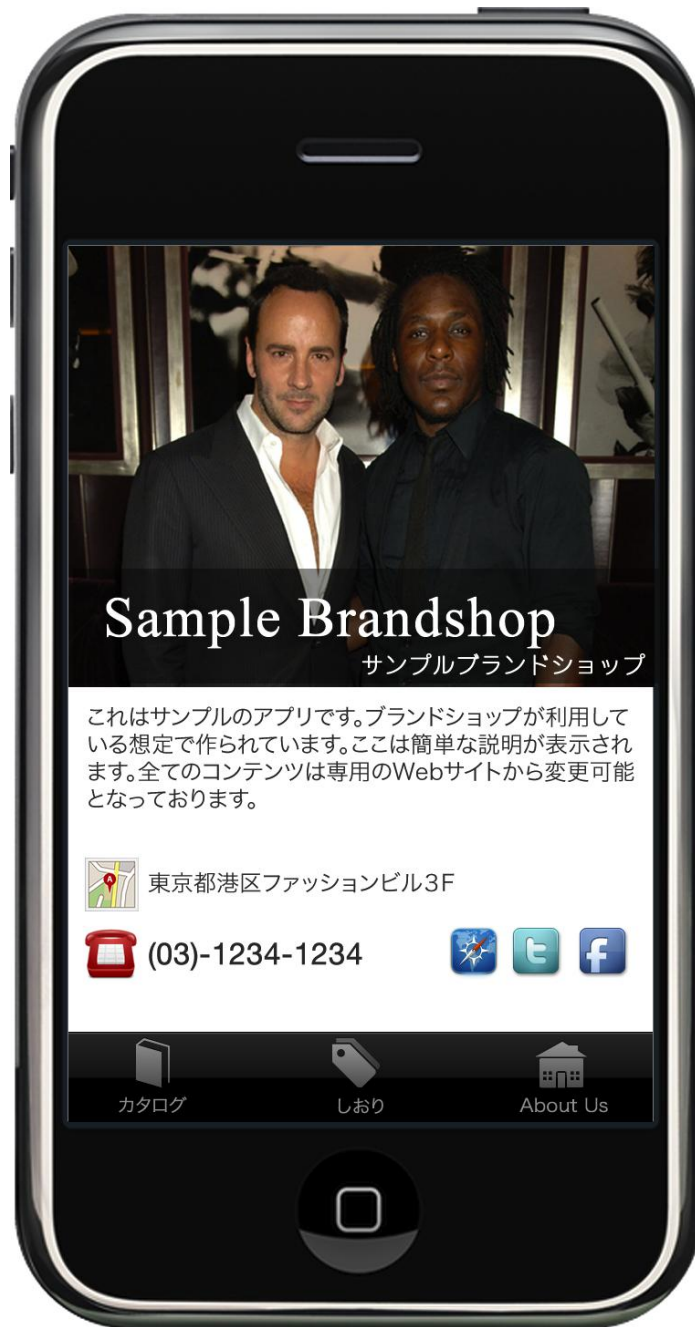 Sample Brandshop
サンプルブランドショップ
これはサンプルのアプリです。ブランドショップが利用して
いる想定で作られています。ここは簡単な説明が表示され
ます。全てのコンテンツは専用のWebサイトから変更可能
となっております。
東京都港区ファッションビル3F
(03)-1234-1234
カタログ
しおり
About Us